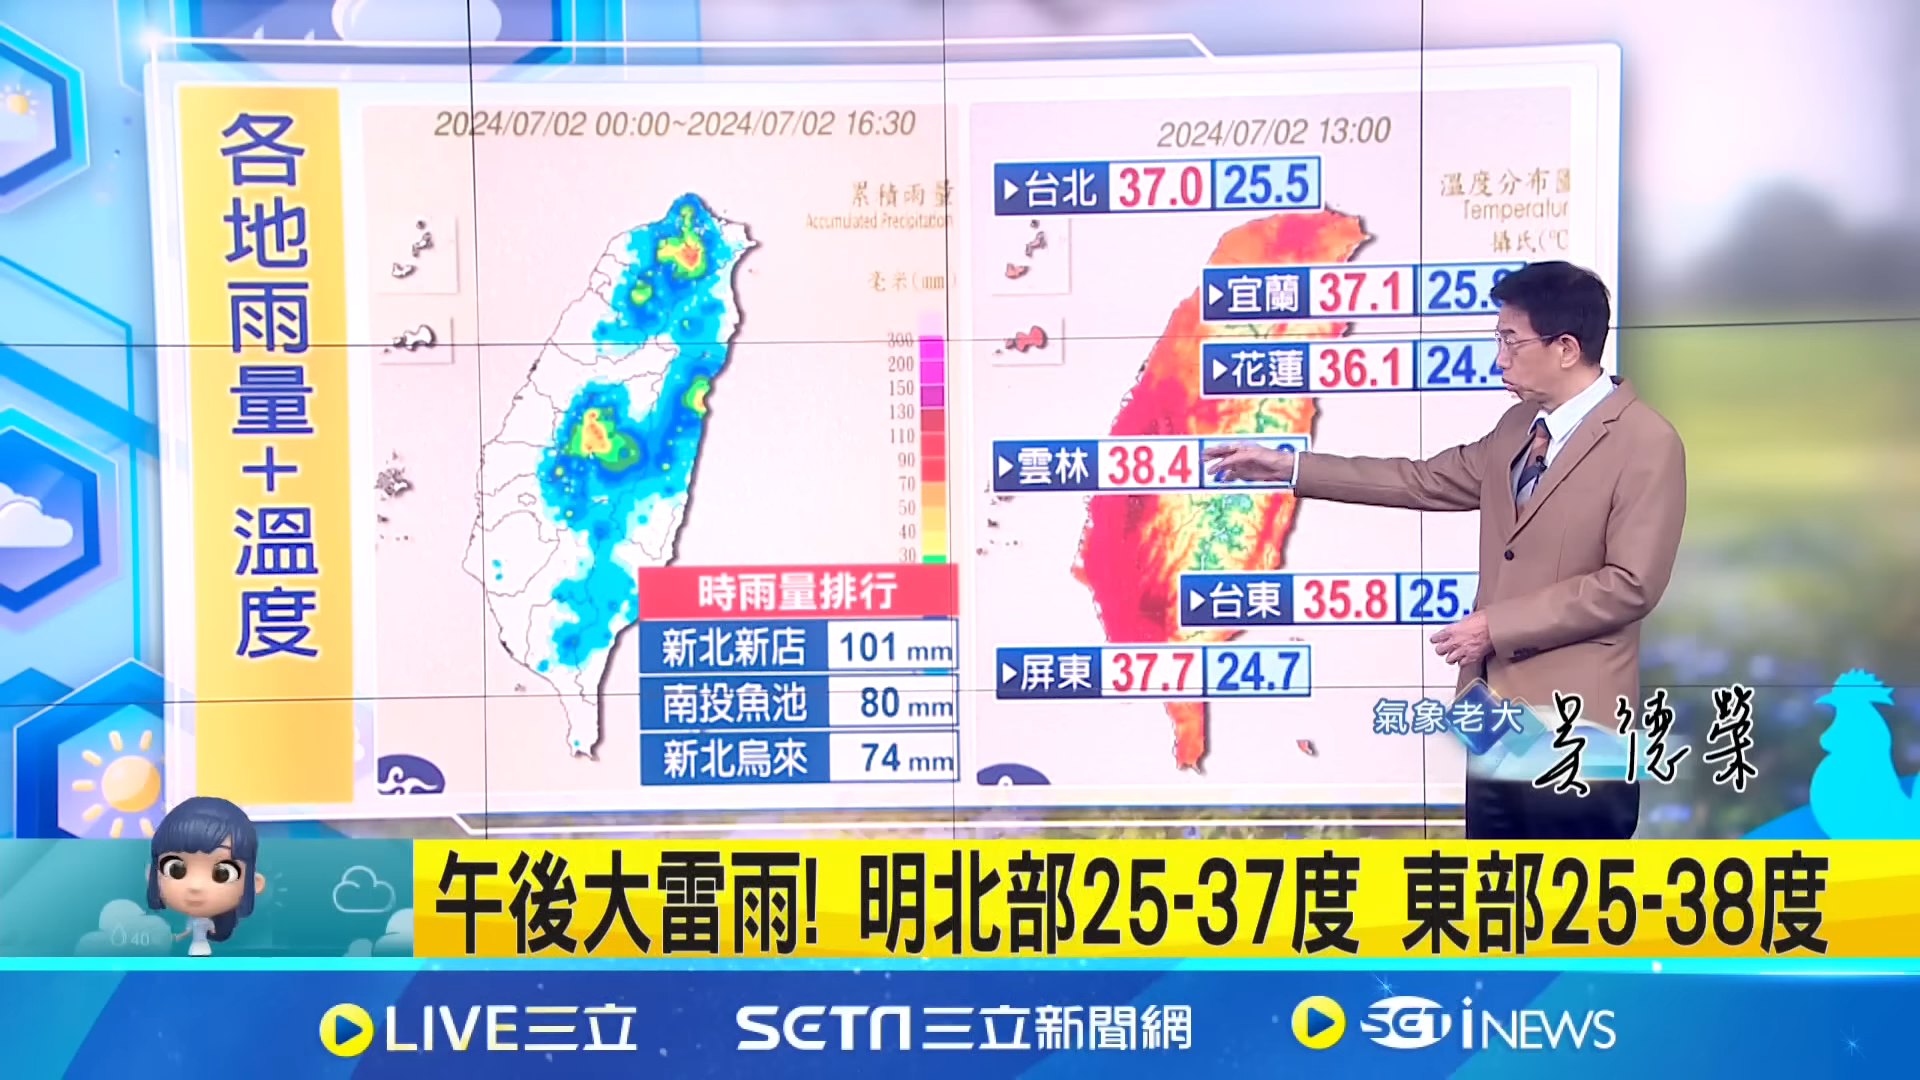 各地雨量+溫度
2024/07/02 00:00~2024/07/02 16:30
累積雨量
Accumulated Precipitation
毫米(mm)
300
200
150
130
110
90
70
50
40
30
時雨量排行
新北新店 101 mm
南投魚池 80 mm
新北烏來 74 mm
2024/07/02 13:00
溫度分布
Temperatur
攝氏(℃
台北 37.0 25.5
宜蘭 37.1 25.
花蓮 36.1 24.
雲林 38.4
台東 35.8 25.
屏東 37.7 24.7
氣象老大 吳德榮
40
午後大雷雨! 明北部25-37度 東部25-38度
LIVE三立
SETN三立新聞網
SETiNEWS